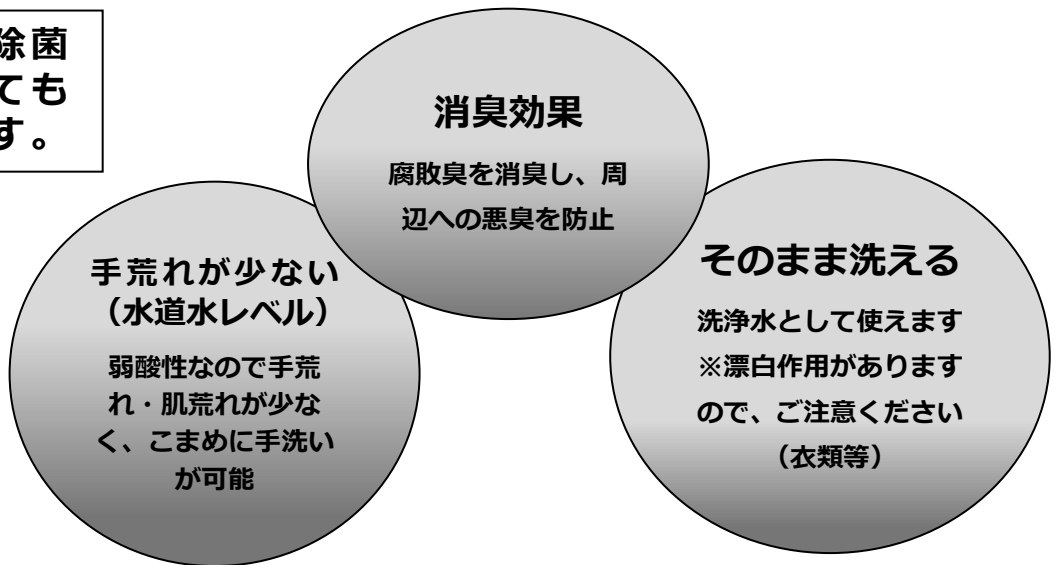 除菌
ても
す。
消臭効果
腐敗臭を消臭し、周
辺への悪臭を防止
手荒れが少ない
（水道水レベル）
弱酸性なので手荒
れ・肌荒れが少な
く、こまめに手洗い
が可能
そのまま洗える
洗浄水として使えます
※漂白作用があります
ので、ご注意ください
（衣類等）